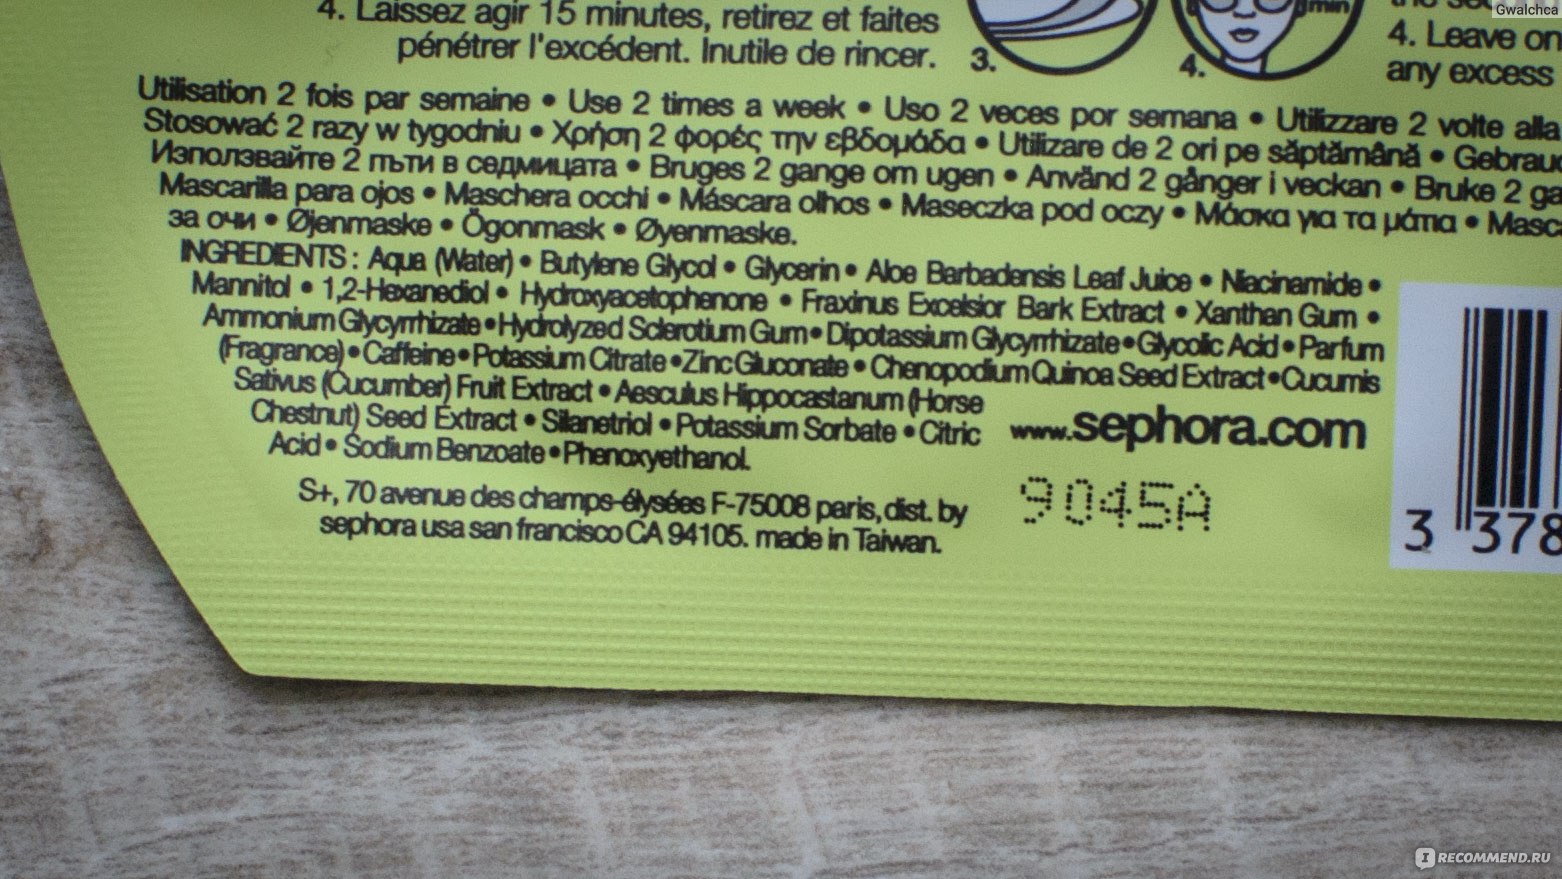 Gwalchca
4. Laissez agir 15 minutes, retirez et faites
pénétrer l'excédent. Inutile de rincer.
3.
4.
min
4. Leave on
any excess
Utilisation 2 fois par semaine • Use 2 times a week • Uso 2 veces por semana • Utilizzare 2 volte alla
Stosować 2 razy w tygodniu • Χρήση 2 φορές την εβδομάδα • Utilizare de 2 ori pe săptămână • Gebrau
Използвайте 2 пъти в седмицата • Bruges 2 gange om ugen • Använd 2 gånger i veckan • Bruke 2 ga
Mascarilla para ojos • Maschera occhi • Máscara olhos • Maseczka pod oczy • Μάσκα για τα μάτια • Masc
за очи • Øjenmaske • Ögonmask • Øyenmaske.
INGREDIENTS : Aqua (Water) • Butylene Glycol • Glycerin • Aloe Barbadensis Leaf Juice • Niacinamide •
Mannitol • 1,2-Hexanediol • Hydroxyacetophenone • Fraxinus Excelsior Bark Extract • Xanthan Gum •
Ammonium Glycyrrhizate • Hydrolyzed Sclerotium Gum • Dipotassium Glycyrrhizate • Glycolic Acid • Parfum
(Fragrance) • Caffeine • Potassium Citrate • Zinc Gluconate • Chenopodium Quinoa Seed Extract • Cucumis
Sativus (Cucumber) Fruit Extract • Aesculus Hippocastanum (Horse
Chestnut) Seed Extract • Silanetriol • Potassium Sorbate • Citric
Acid • Sodium Benzoate • Phenoxyethanol.
www.sephora.com
S+, 70 avenue des champs-élysées F-75008 paris, dist. by
sephora usa san francisco CA 94105. made in Taiwan.
9045A
3 378
IRECOMMEND.RU